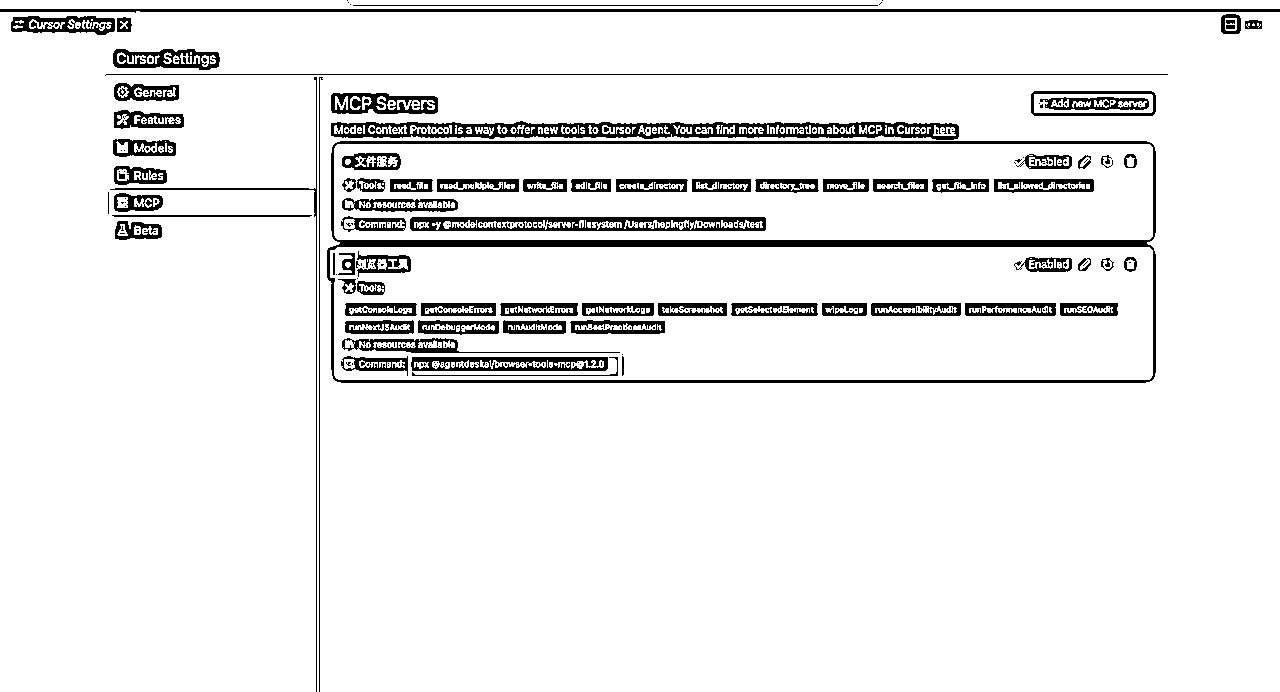 Cursor Settings
Cursor Settings
General
Features
Models
Rules
MCP
Beta
MCP Servers
Add new MCP server
Model Context Protocol is a way to offer new tools to Cursor Agent. You can find more information about MCP in Cursor here
文件服务 Enabled
Tools: read_file read_multiple_files write_file edit_file create_directory list_directory directory_tree move_file search_files get_file_info list_allowed_directories
No resources available
Command: npx -y @modelcontextprotocol/server-filesystem /Users/hepingfly/Downloads/test
浏览器工具 Enabled
Tools:
getConsoleLogs getConsoleErrors getNetworkErrors getNetworkLogs takeScreenshot getSelectedElement wipeLogs runAccessibilityAudit runPerformanceAudit runSEOAudit
runNextJSAudit runDebuggerMode runAuditMode runBestPracticesAudit
No resources available
Command: npx @agentdeskai/browser-tools-mcp@1.2.0